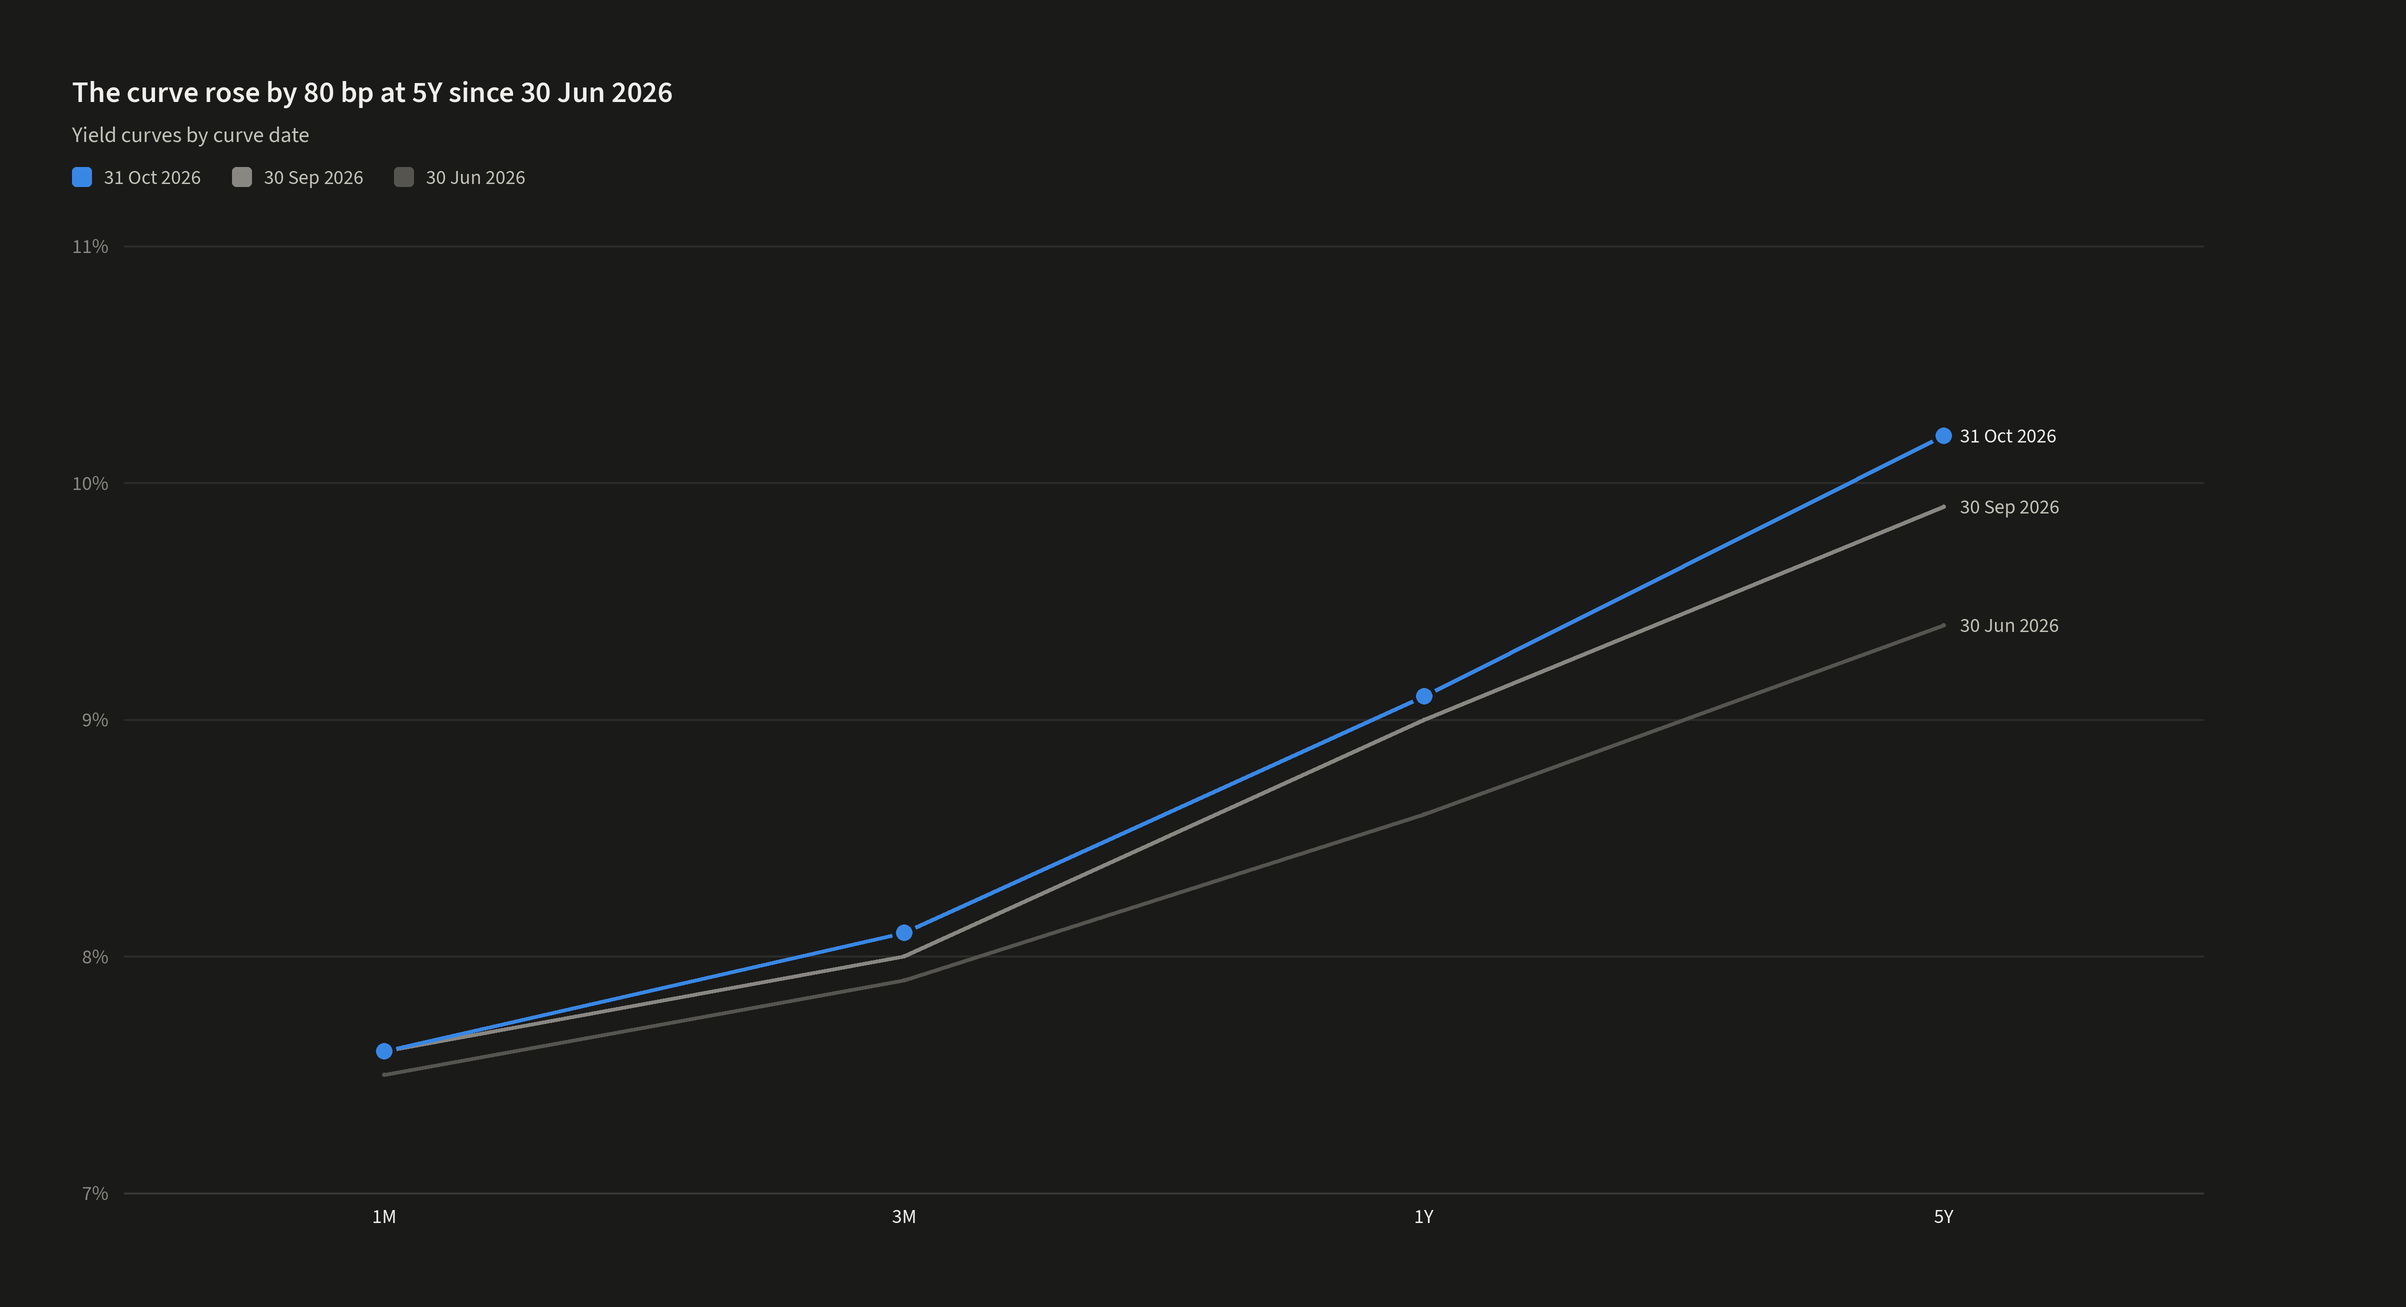 The curve rose by 80 bp at 5Y since 30 Jun 2026
Yield curves by curve date
31 Oct 2026 30 Sep 2026 30 Jun 2026
11%
31 Oct 2026
10%
30 Sep 2026
30 Jun 2026
9%
8%
7%
1M 3M 1Y 5Y